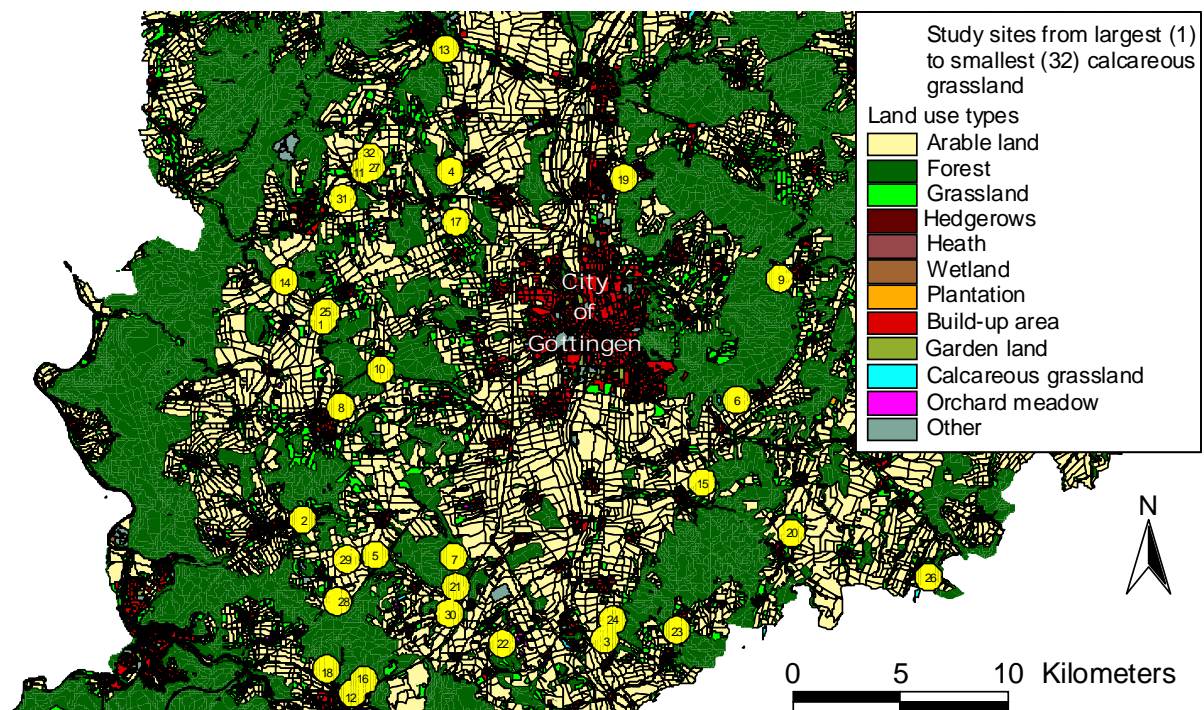 Study sites from largest (1)
to smallest (32) calcareous
grassland
Land use types
Arable land
Forest
Grassland
Hedgerows
Heath
Wetland
Plantation
Build-up area
Garden land
Calcareous grassland
Orchard meadow
Other
13
32
11 27
4
19
31
17
14
9
25
1
City
of
Göttingen
10
8
6
15
2
20
29 5 7
26
21
28
30
24
3
23
22
18
16
12
N
0 5 10 Kilometers